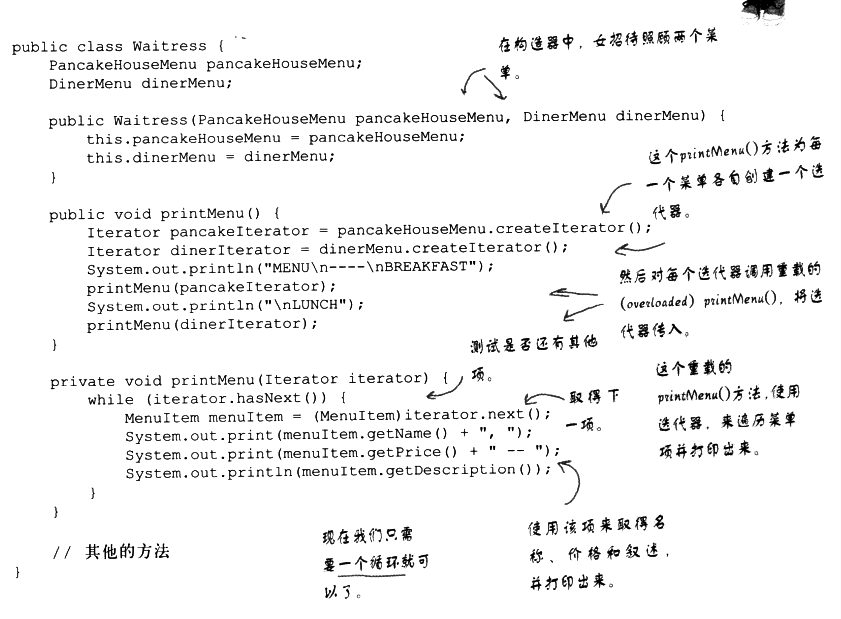 public class Waitress {
PancakeHouseMenu pancakeHouseMenu;
DinerMenu dinerMenu;
在构造器中，女招待照顾两个菜
单。
public Waitress(PancakeHouseMenu pancakeHouseMenu, DinerMenu dinerMenu) {
this.pancakeHouseMenu = pancakeHouseMenu;
this.dinerMenu = dinerMenu;
}
这个printMenu()方法为每
一个菜单各自创建一个迭
代器。
public void printMenu() {
Iterator pancakeIterator = pancakeHouseMenu.createIterator();
Iterator dinerIterator = dinerMenu.createIterator();
System.out.println("MENU\n----\nBREAKFAST");
printMenu(pancakeIterator);
System.out.println("\nLUNCH");
printMenu(dinerIterator);
}
然后对每个迭代器调用重载的
(overloaded) printMenu()，将迭
代器传入。
测试是否还有其他
项。
private void printMenu(Iterator iterator) {
while (iterator.hasNext()) {
MenuItem menuItem = (MenuItem)iterator.next();
System.out.print(menuItem.getName() + ", ");
System.out.print(menuItem.getPrice() + " -- ");
System.out.println(menuItem.getDescription());
}
}
取得下
一项。
这个重载的
printMenu()方法，使用
迭代器，来遍历菜单
项并打印出来。
// 其他的方法
}
现在我们只需
要一个循环就可
以了。
使用该项来取得名
称、价格和叙述，
并打印出来。